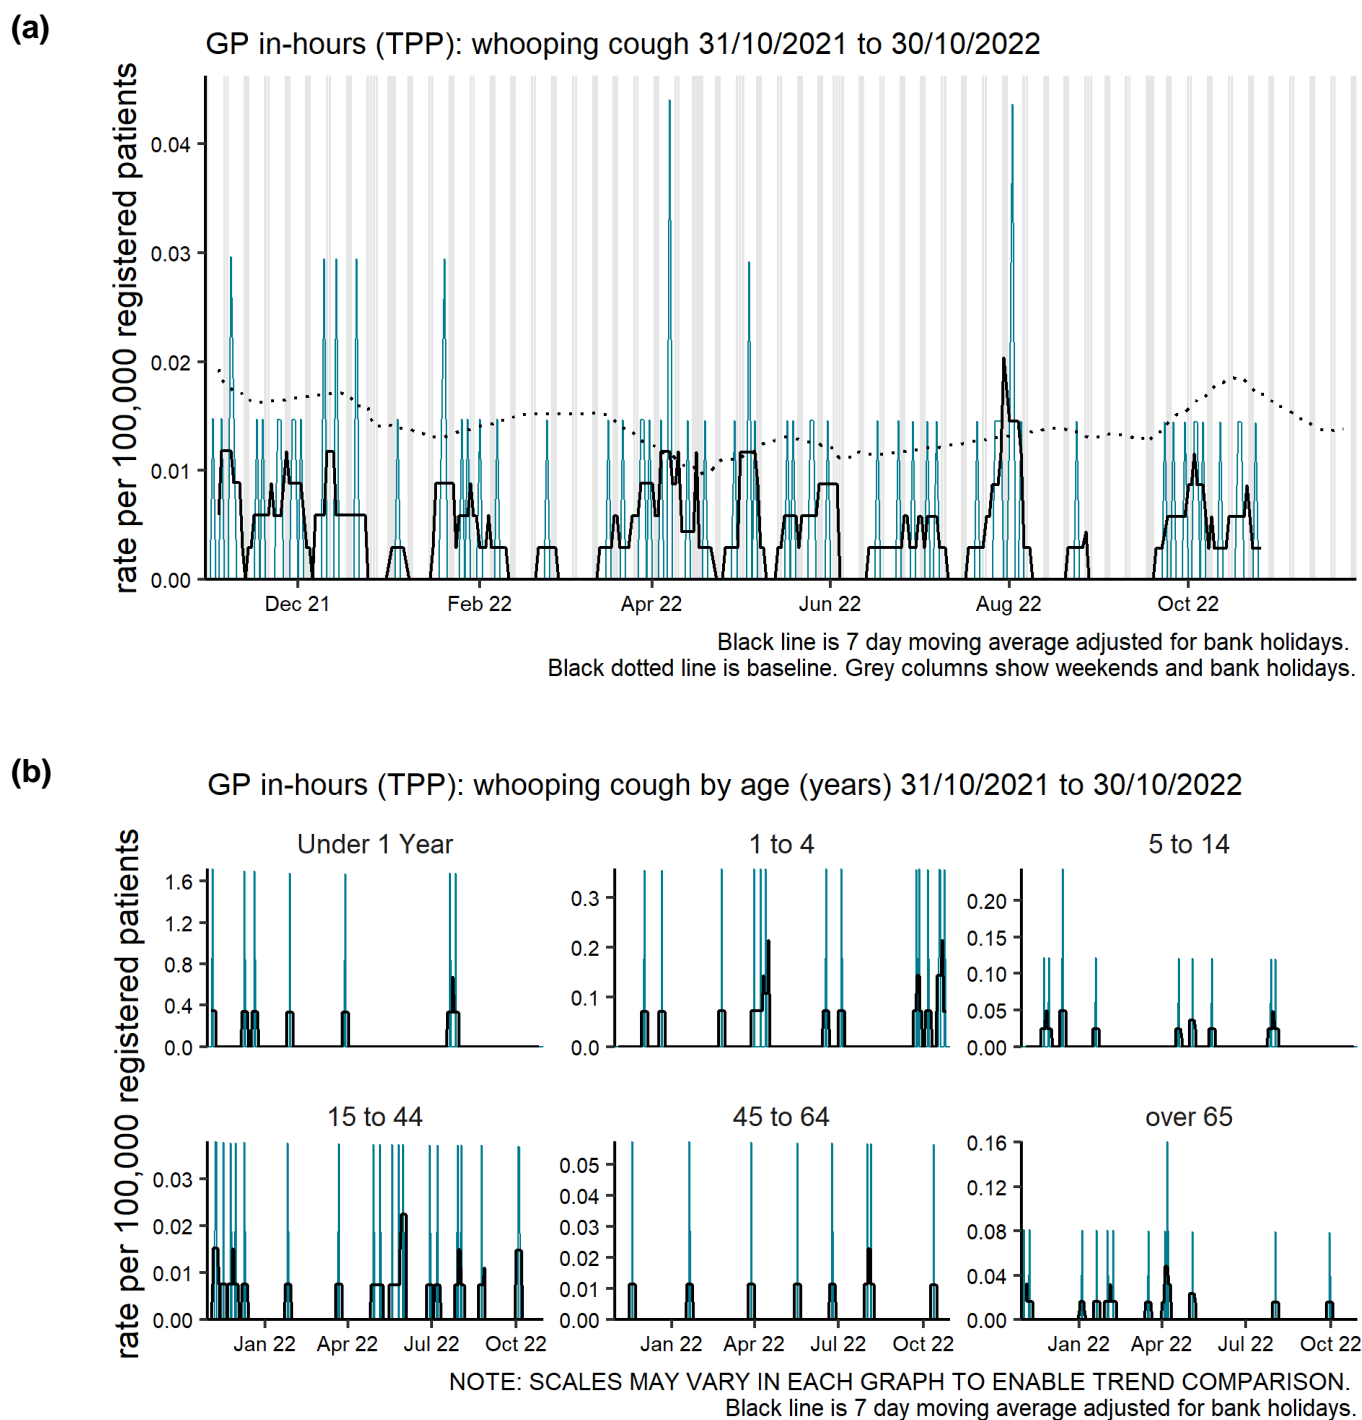 (a)
GP in-hours (TPP): whooping cough 31/10/2021 to 30/10/2022
rate per 100,000 registered patients
0.04
0.03
0.02
0.01
0.00
Dec 21 Feb 22 Apr 22 Jun 22 Aug 22 Oct 22
Black line is 7 day moving average adjusted for bank holidays.
Black dotted line is baseline. Grey columns show weekends and bank holidays.
(b)
GP in-hours (TPP): whooping cough by age (years) 31/10/2021 to 30/10/2022
rate per 100,000 registered patients
Under 1 Year
1.6
1.2
0.8
0.4
0.0
1 to 4
0.3
0.2
0.1
0.0
5 to 14
0.20
0.15
0.10
0.05
0.00
15 to 44
0.03
0.02
0.01
0.00
Jan 22 Apr 22 Jul 22 Oct 22
45 to 64
0.05
0.04
0.03
0.02
0.01
0.00
Jan 22 Apr 22 Jul 22 Oct 22
over 65
0.16
0.12
0.08
0.04
0.00
Jan 22 Apr 22 Jul 22 Oct 22
NOTE: SCALES MAY VARY IN EACH GRAPH TO ENABLE TREND COMPARISON.
Black line is 7 day moving average adjusted for bank holidays.